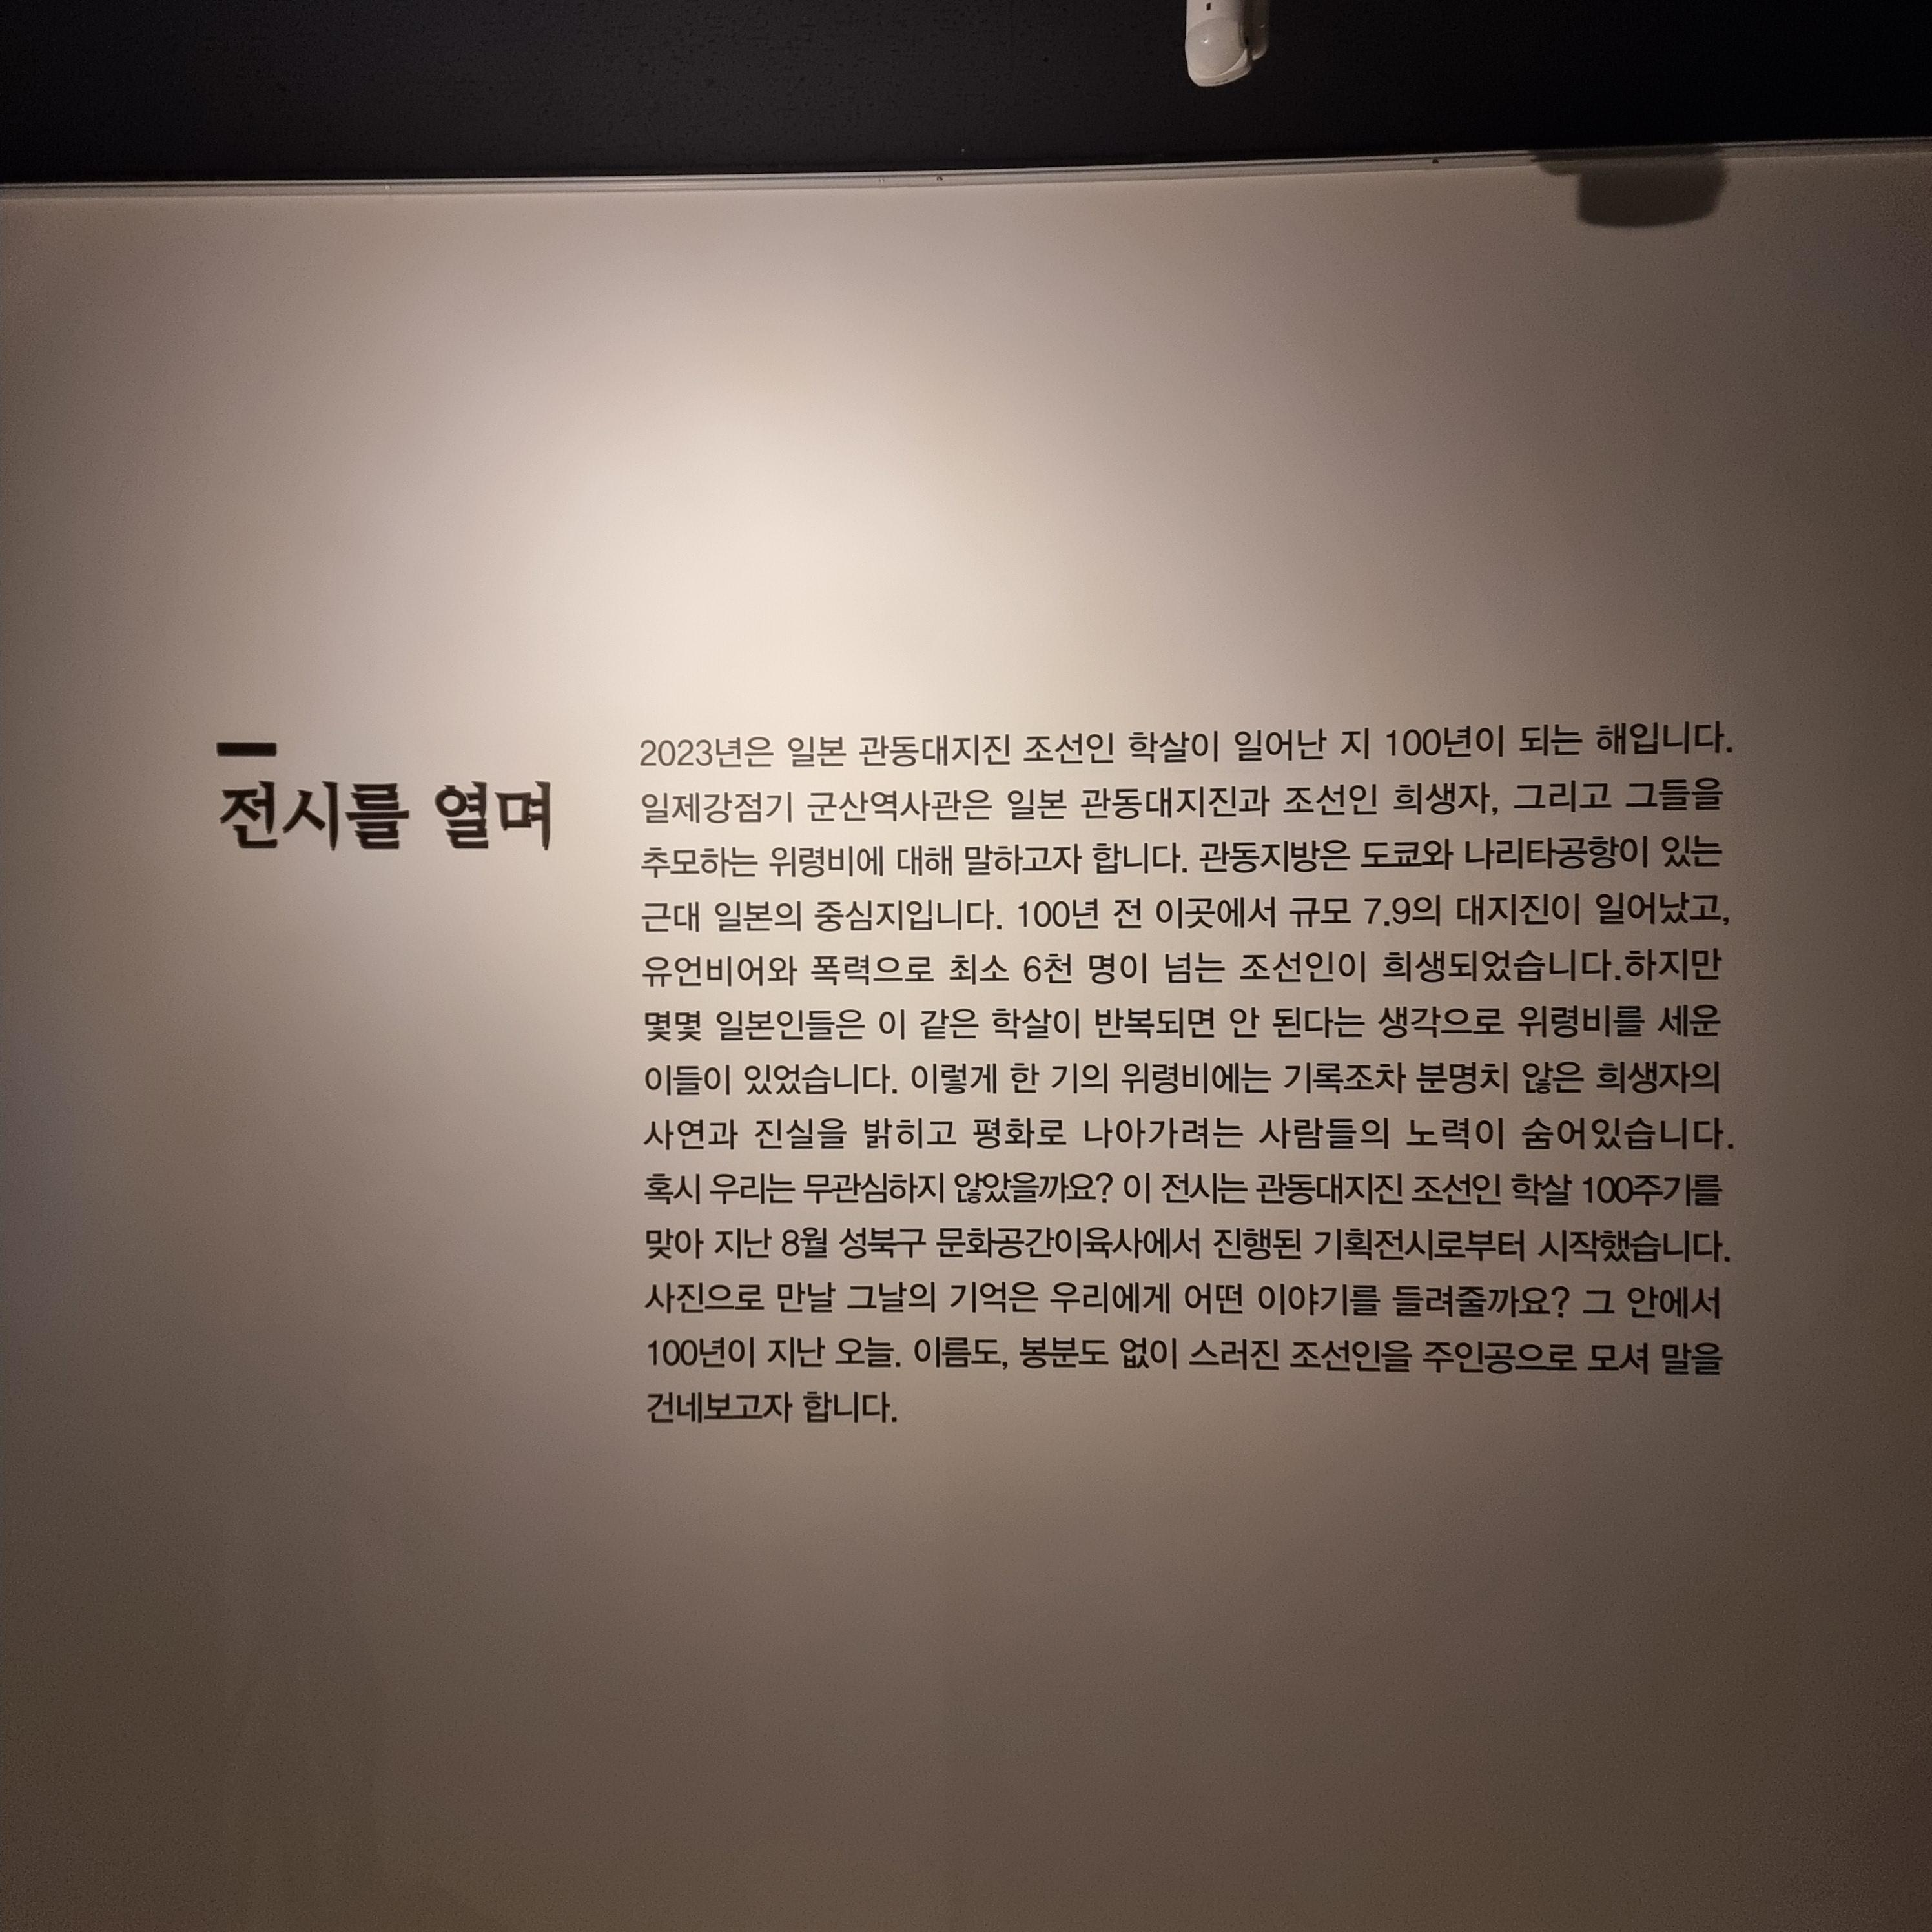 전시를 열며
2023년은 일본 관동대지진 조선인 학살이 일어난 지 100년이 되는 해입니다.
일제강점기 군산역사관은 일본 관동대지진과 조선인 희생자, 그리고 그들을
추모하는 위령비에 대해 말하고자 합니다. 관동지방은 도쿄와 나리타공항이 있는
근대 일본의 중심지입니다. 100년 전 이곳에서 규모 7.9의 대지진이 일어났고,
유언비어와 폭력으로 최소 6천 명이 넘는 조선인이 희생되었습니다.하지만
몇몇 일본인들은 이 같은 학살이 반복되면 안 된다는 생각으로 위령비를 세운
이들이 있었습니다. 이렇게 한 기의 위령비에는 기록조차 분명치 않은 희생자의
사연과 진실을 밝히고 평화로 나아가려는 사람들의 노력이 숨어있습니다.
혹시 우리는 무관심하지 않았을까요? 이 전시는 관동대지진 조선인 학살 100주기를
맞아 지난 8월 성북구 문화공간이육사에서 진행된 기획전시로부터 시작했습니다.
사진으로 만날 그날의 기억은 우리에게 어떤 이야기를 들려줄까요? 그 안에서
100년이 지난 오늘. 이름도, 봉분도 없이 스러진 조선인을 주인공으로 모셔 말을
건네보고자 합니다.